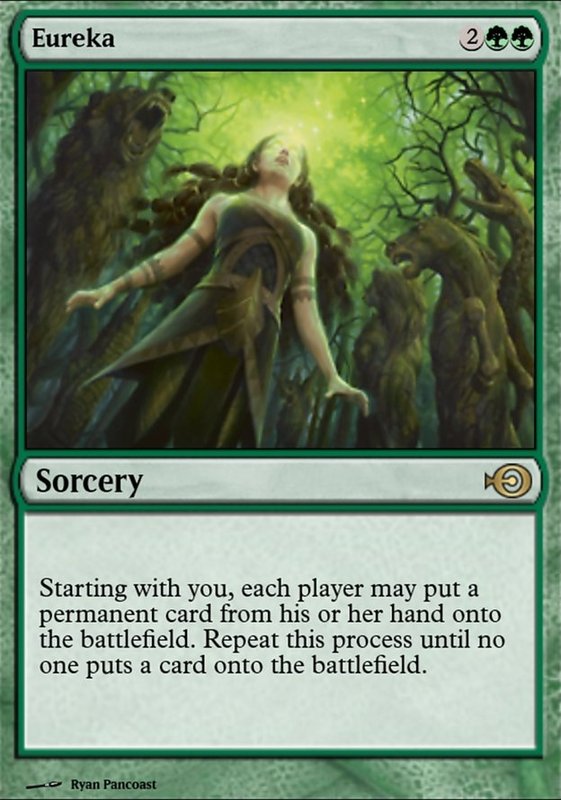 Eureka 2
Sorcery
Starting with you, each player may put a
permanent card from his or her hand onto
the battlefield. Repeat this process until no
one puts a card onto the battlefield.
Ryan Pancoast